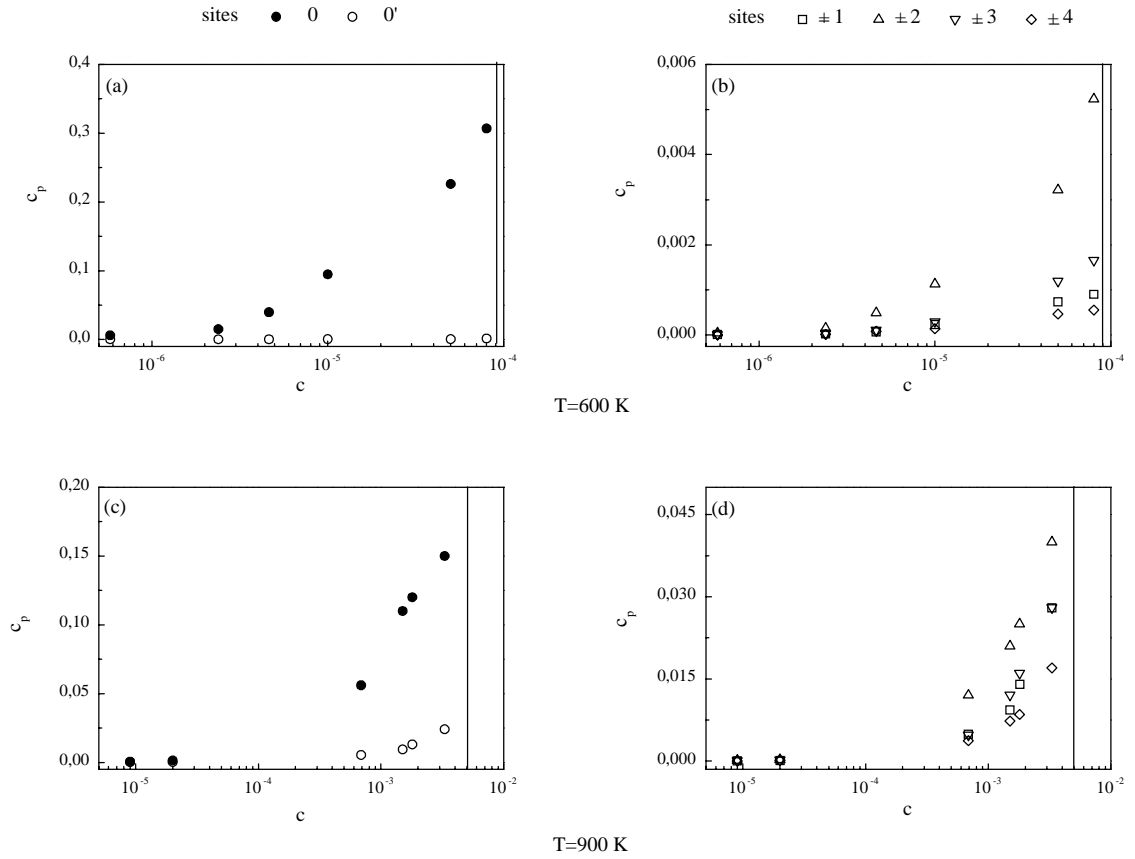 sites 0 0'
sites ∓1 ±2 ±3 ±4
(a)
0,4
0,3
0,2
0,1
0,0
c_p
10^-6 10^-5 10^-4
c
(b)
0,006
0,004
0,002
0,000
c_p
10^-6 10^-5 10^-4
c
T=600 K
(c)
0,20
0,15
0,10
0,05
0,00
c_p
10^-5 10^-4 10^-3 10^-2
c
(d)
0,045
0,030
0,015
0,000
c_p
10^-5 10^-4 10^-3 10^-2
c
T=900 K